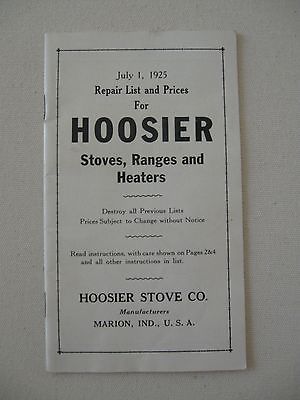 July 1, 1925
Repair List and Prices
For
HOOSIER
Stoves, Ranges and
Heaters
Destroy all Previous Lists
Prices Subject to Change without Notice
Read instructions, with care shown on Pages 2&4
and all other instructions in list.
HOOSIER STOVE CO.
Manufacturers
MARION, IND., U. S. A.